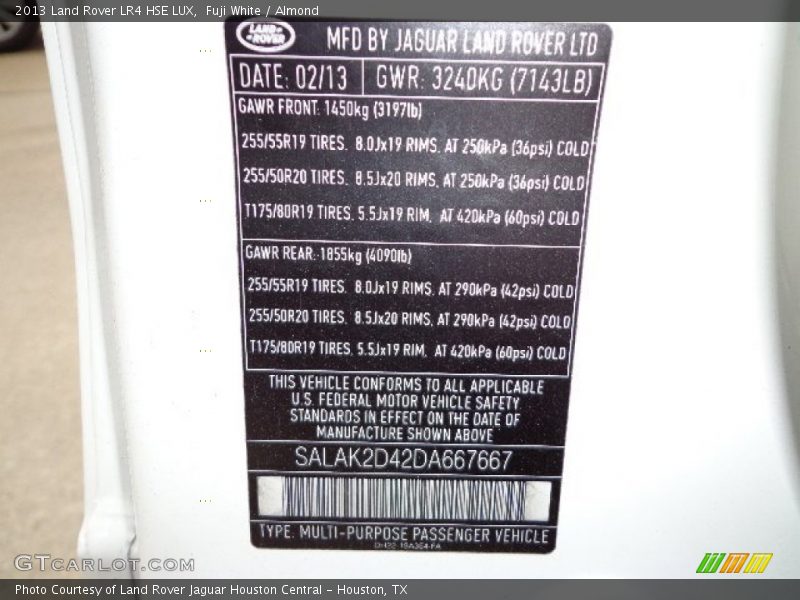 2013 Land Rover LR4 HSE LUX, Fuji White / Almond
LAND ROVER
MFD BY JAGUAR LAND ROVER LTD
DATE: 02/13 GWR: 3240KG (7143LB)
GAWR FRONT: 1450kg (3197lb)
255/55R19 TIRES. 8.0Jx19 RIMS. AT 250kPa (36psi) COLD
255/50R20 TIRES. 8.5Jx20 RIMS. AT 250kPa (36psi) COLD
T175/80R19 TIRES. 5.5Jx19 RIM. AT 420kPa (60psi) COLD
GAWR REAR: 1855kg (4090lb)
255/55R19 TIRES. 8.0Jx19 RIMS. AT 290kPa (42psi) COLD
255/50R20 TIRES. 8.5Jx20 RIMS. AT 290kPa (42psi) COLD
T175/80R19 TIRES. 5.5Jx19 RIM. AT 420kPa (60psi) COLD
THIS VEHICLE CONFORMS TO ALL APPLICABLE
U.S. FEDERAL MOTOR VEHICLE SAFETY
STANDARDS IN EFFECT ON THE DATE OF
MANUFACTURE SHOWN ABOVE
SALAK2D42DA667667
TYPE. MULTI-PURPOSE PASSENGER VEHICLE
GTCARLOT.COM
Photo Courtesy of Land Rover Jaguar Houston Central - Houston, TX